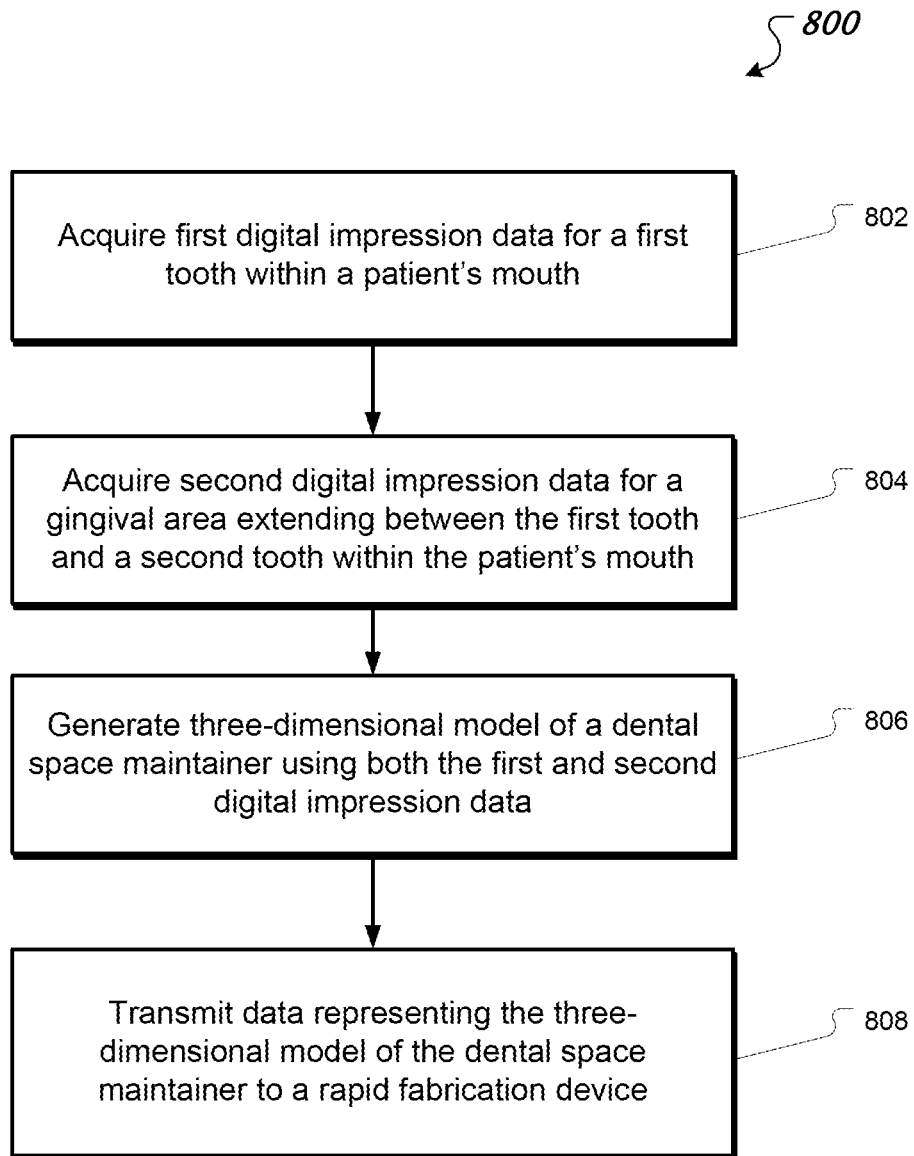 800
Acquire first digital impression data for a first
tooth within a patient's mouth
802
Acquire second digital impression data for a
gingival area extending between the first tooth
and a second tooth within the patient's mouth
804
Generate three-dimensional model of a dental
space maintainer using both the first and second
digital impression data
806
Transmit data representing the three-
dimensional model of the dental space
maintainer to a rapid fabrication device
808